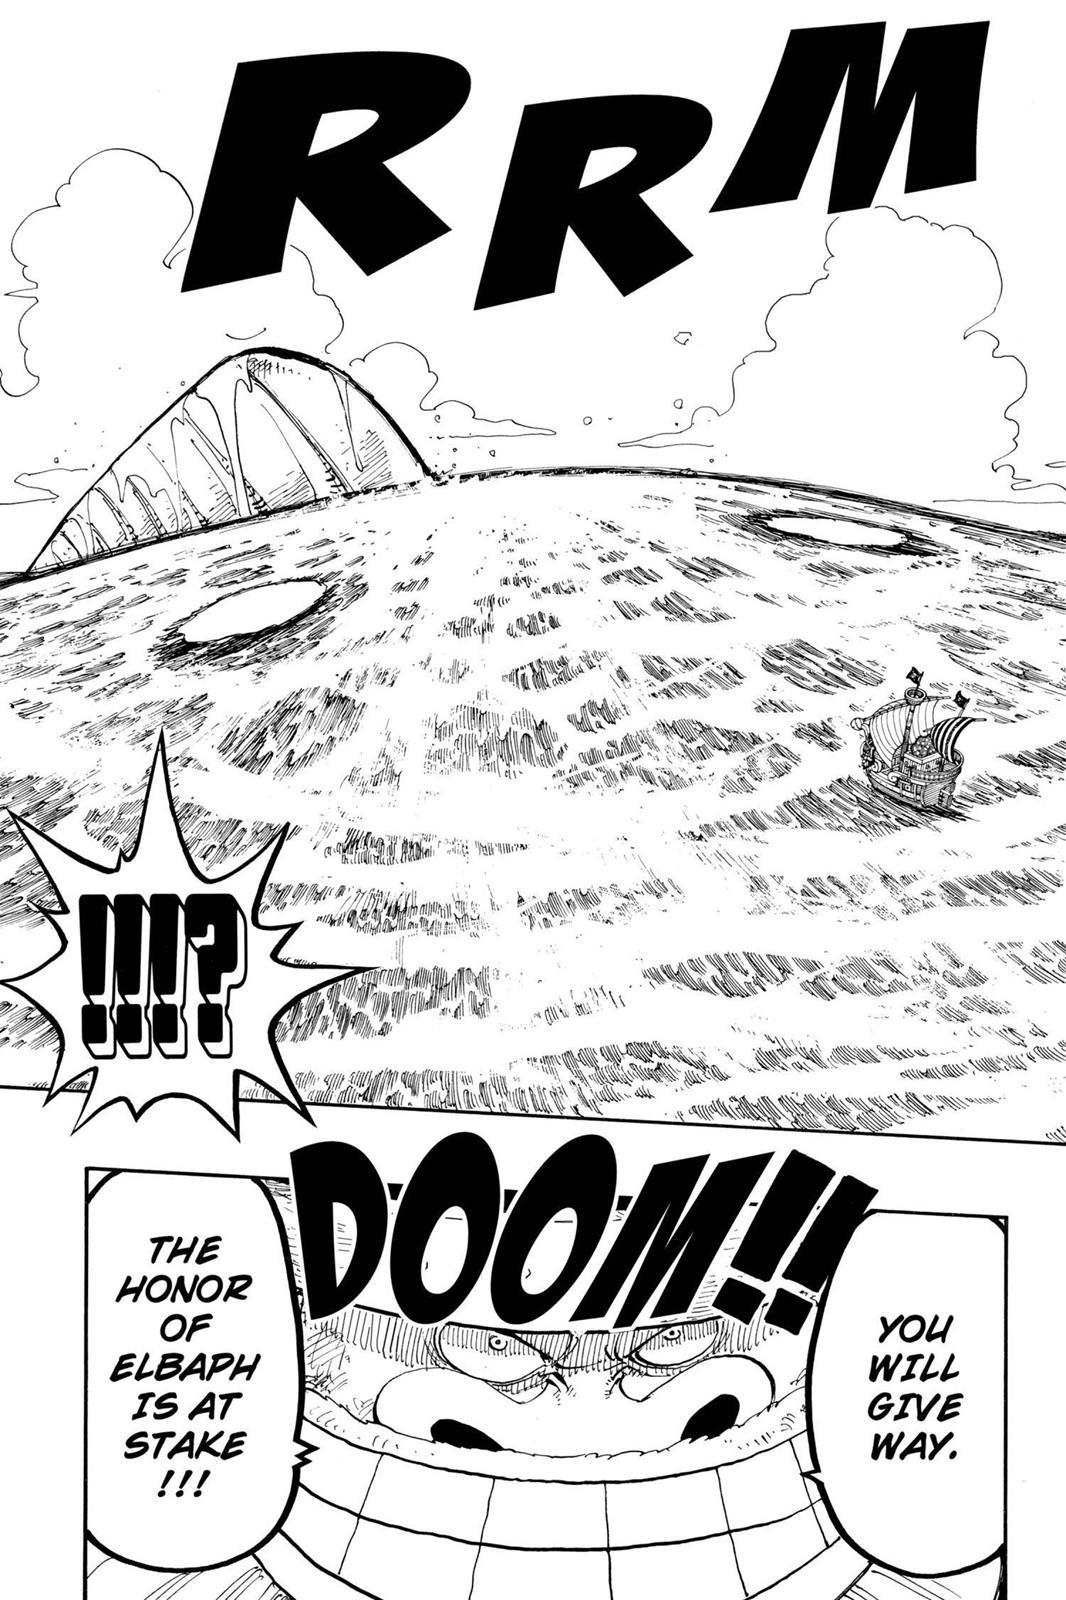 RRM
!!!?
DOOM!!
YOU
WILL
GIVE
WAY.
THE
HONOR
OF
ELBAPH
IS AT
STAKE
!!!